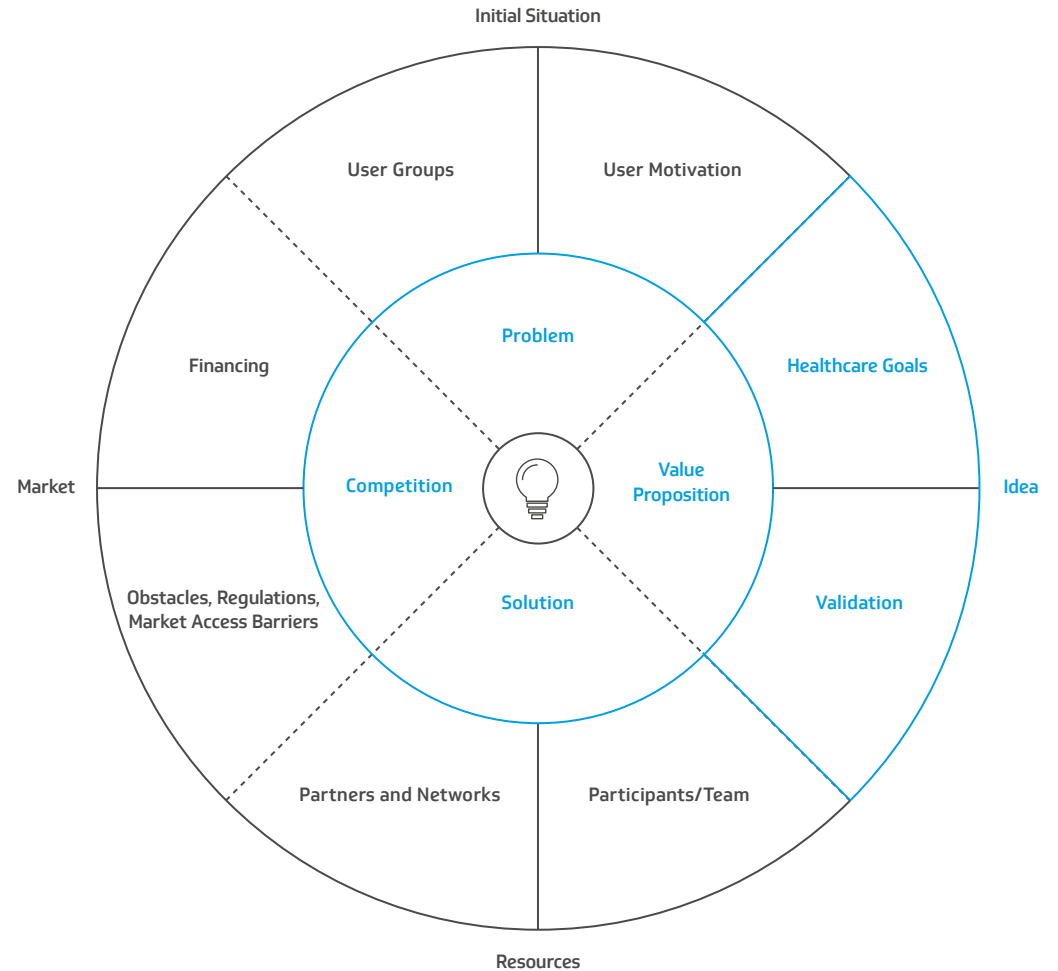 Initial Situation
User Groups
User Motivation
Problem
Financing
Healthcare Goals
Market
Competition
Value
Proposition
Idea
Obstacles, Regulations,
Market Access Barriers
Solution
Validation
Partners and Networks
Participants/Team
Resources